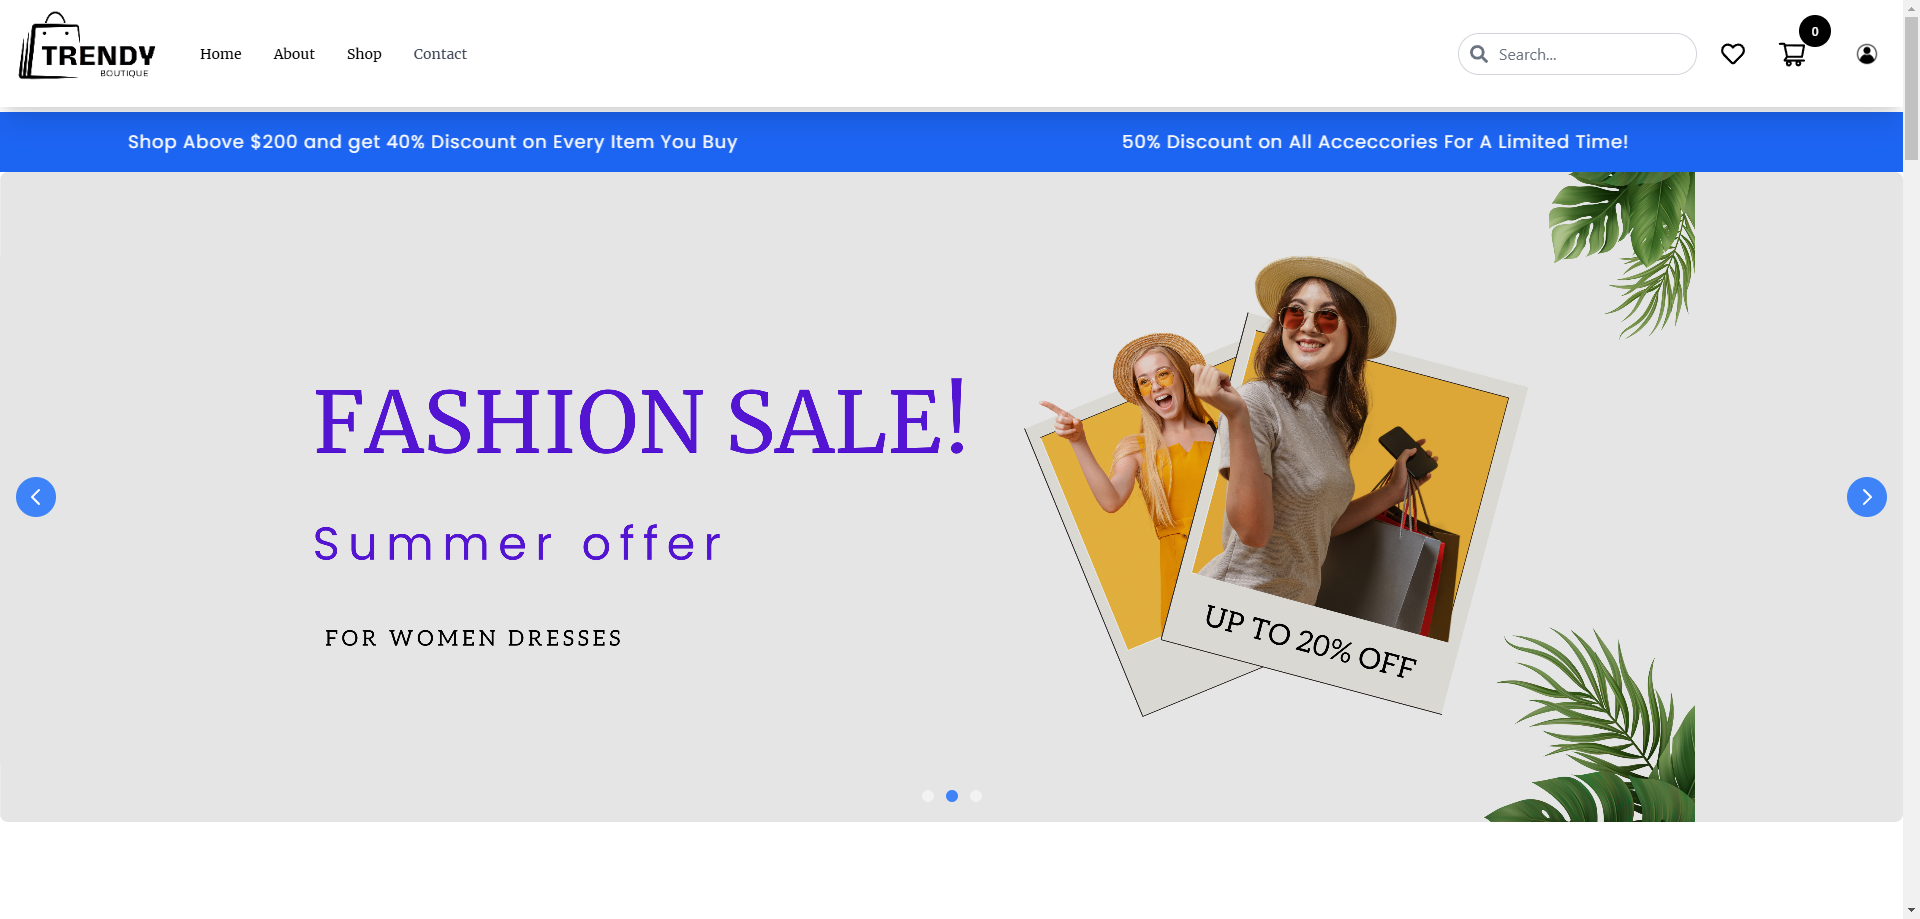 TRENDY
BOUTIQUE
Home
About
Shop
Contact
Search...
0
Shop Above $200 and get 40% Discount on Every Item You Buy
50% Discount on All Acceccories For A Limited Time!
FASHION SALE!
Summer offer
FOR WOMEN DRESSES
UP TO 20% OFF